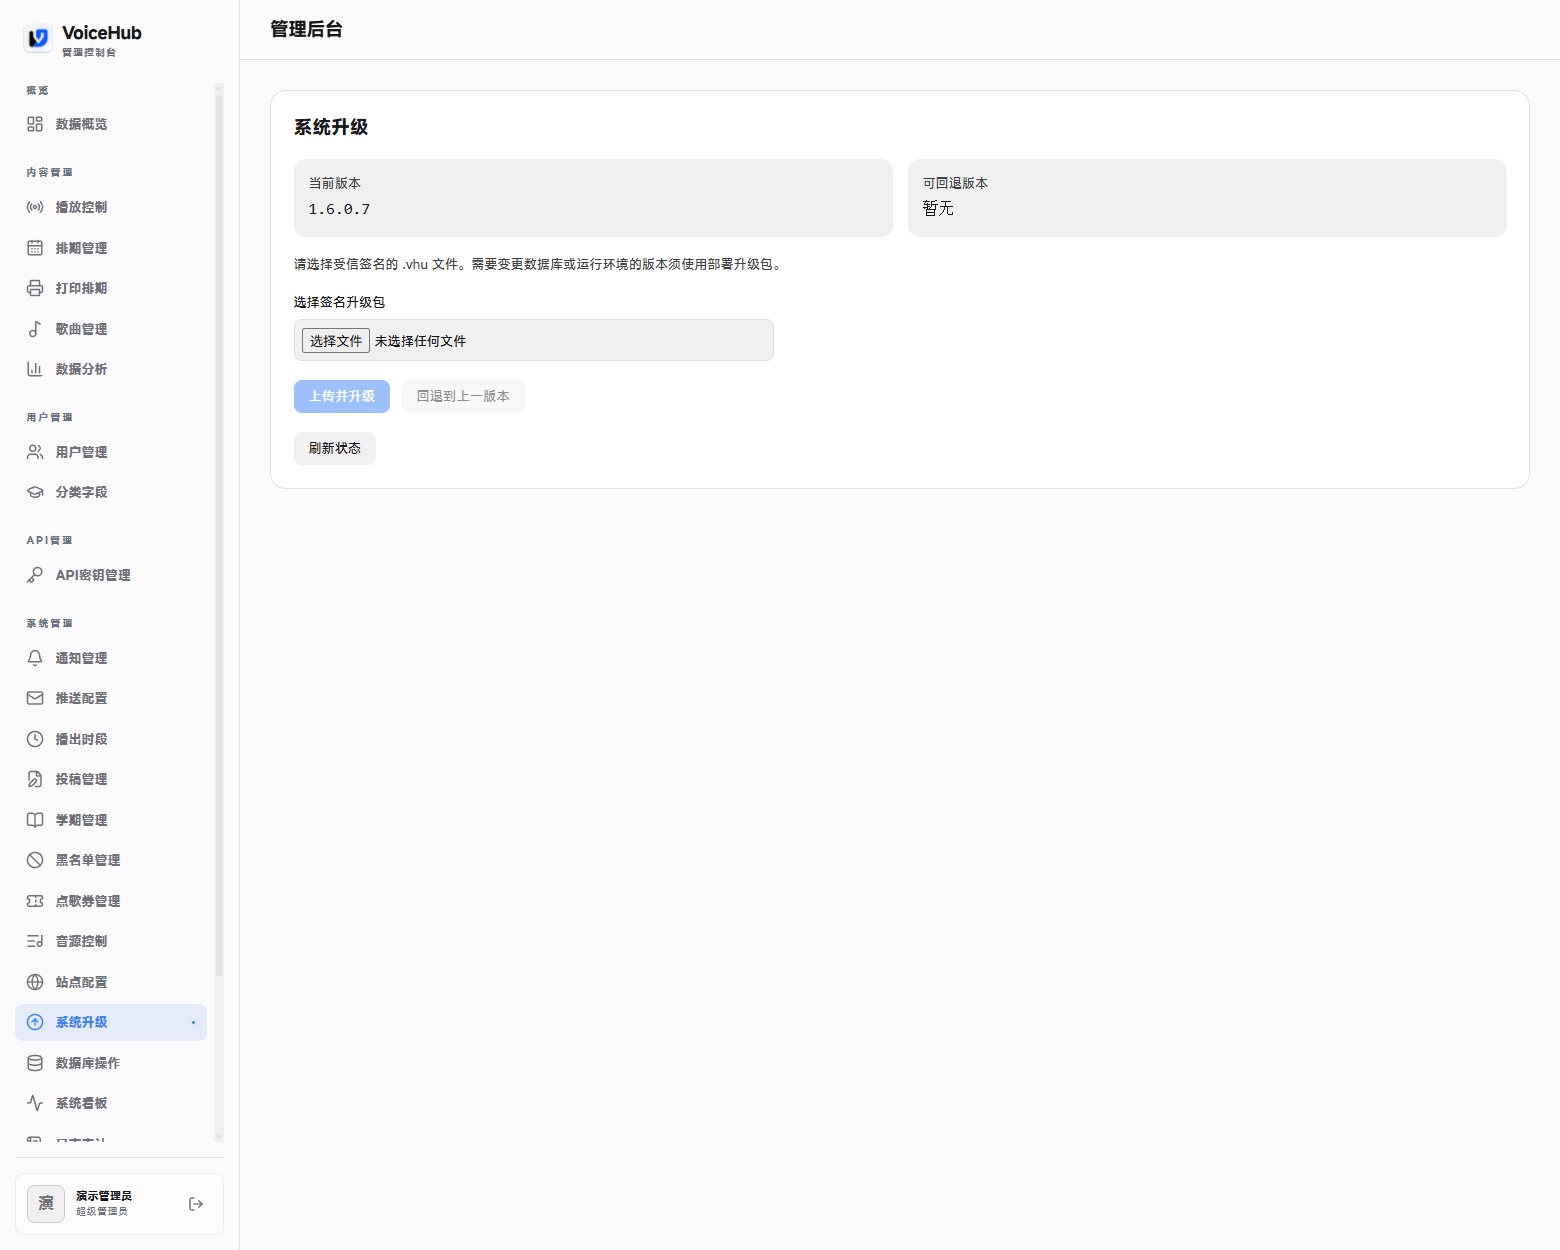 VoiceHub
管理控制台
概览
数据概览
内容管理
播放控制
排期管理
打印排期
歌曲管理
数据分析
用户管理
用户管理
分类字段
API管理
API密钥管理
系统管理
通知管理
推送配置
播出时段
投稿管理
学期管理
黑名单管理
点歌券管理
音源控制
站点配置
系统升级
数据库操作
系统看板
演
演示管理员
超级管理员
管理后台
系统升级
当前版本
1.6.0.7
可回退版本
暂无
请选择受信签名的 .vhu 文件。需要变更数据库或运行环境的版本须使用部署升级包。
选择签名升级包
选择文件 未选择任何文件
上传并升级 回退到上一版本
刷新状态